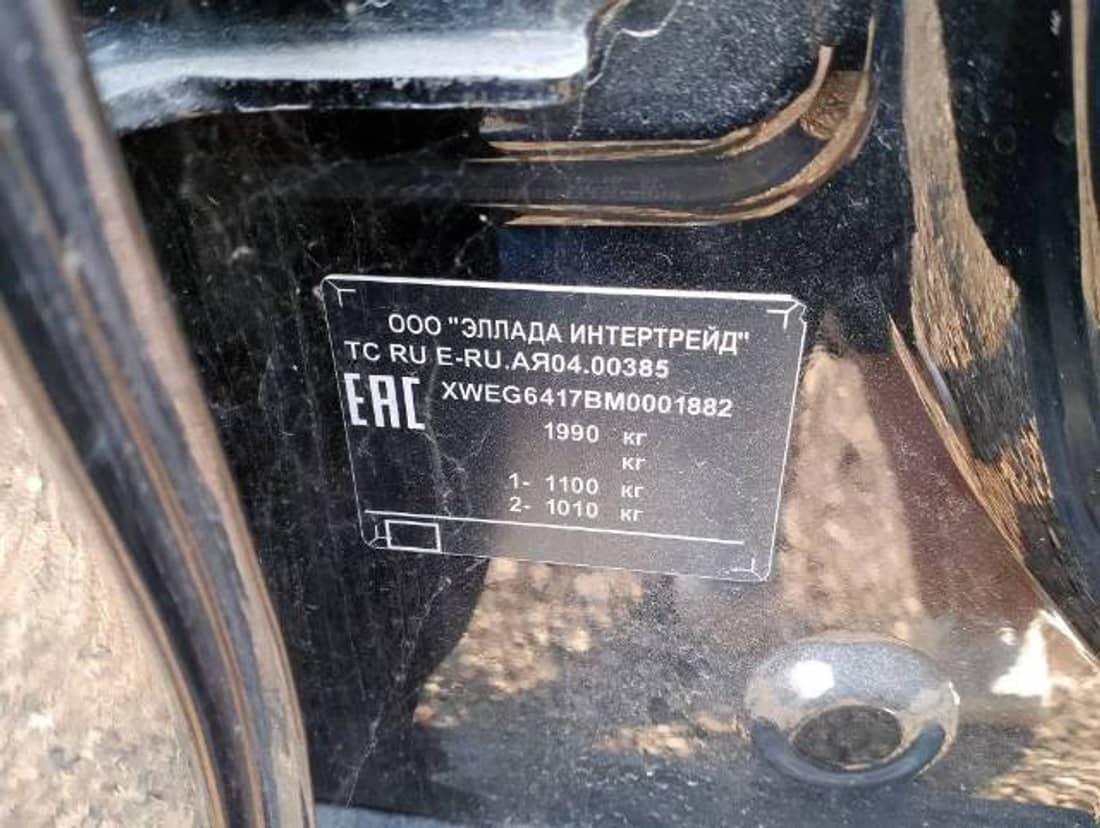 ООО "ЭЛЛАДА ИНТЕРТРЕЙД"
ТС RU E-RU.АЯ04.00385
EAC XWEG6417BM0001882
1990 кг
кг
1- 1100 кг
2- 1010 кг